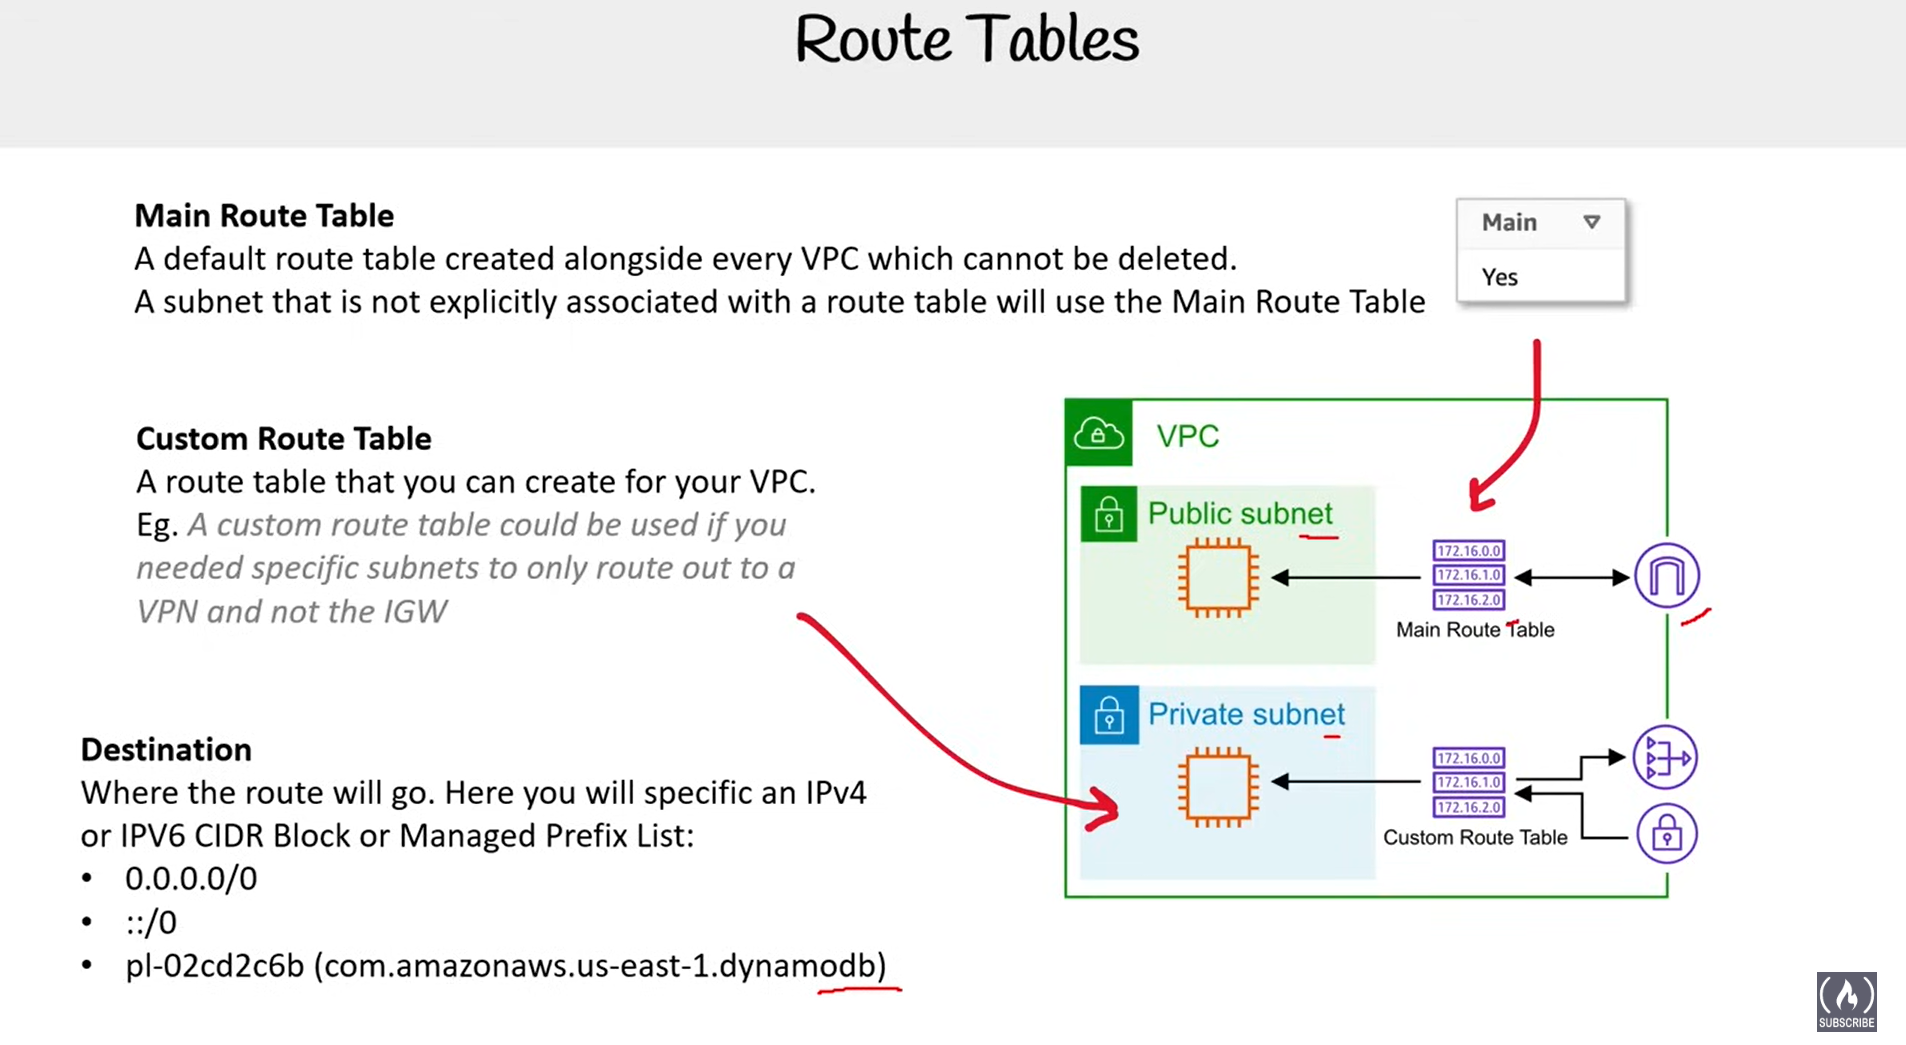 Route Tables
Main Route Table
A default route table created alongside every VPC which cannot be deleted.
A subnet that is not explicitly associated with a route table will use the Main Route Table
Main
Yes
Custom Route Table
A route table that you can create for your VPC.
Eg. A custom route table could be used if you
needed specific subnets to only route out to a
VPN and not the IGW
Destination
Where the route will go. Here you will specific an IPv4
or IPV6 CIDR Block or Managed Prefix List:
• 0.0.0.0/0
• ::/0
• pl-02cd2c6b (com.amazonaws.us-east-1.dynamodb)
VPC
Public subnet
172.16.0.0
172.16.1.0
172.16.2.0
Main Route Table
Private subnet
172.16.0.0
172.16.1.0
172.16.2.0
Custom Route Table
SUBSCRIBE